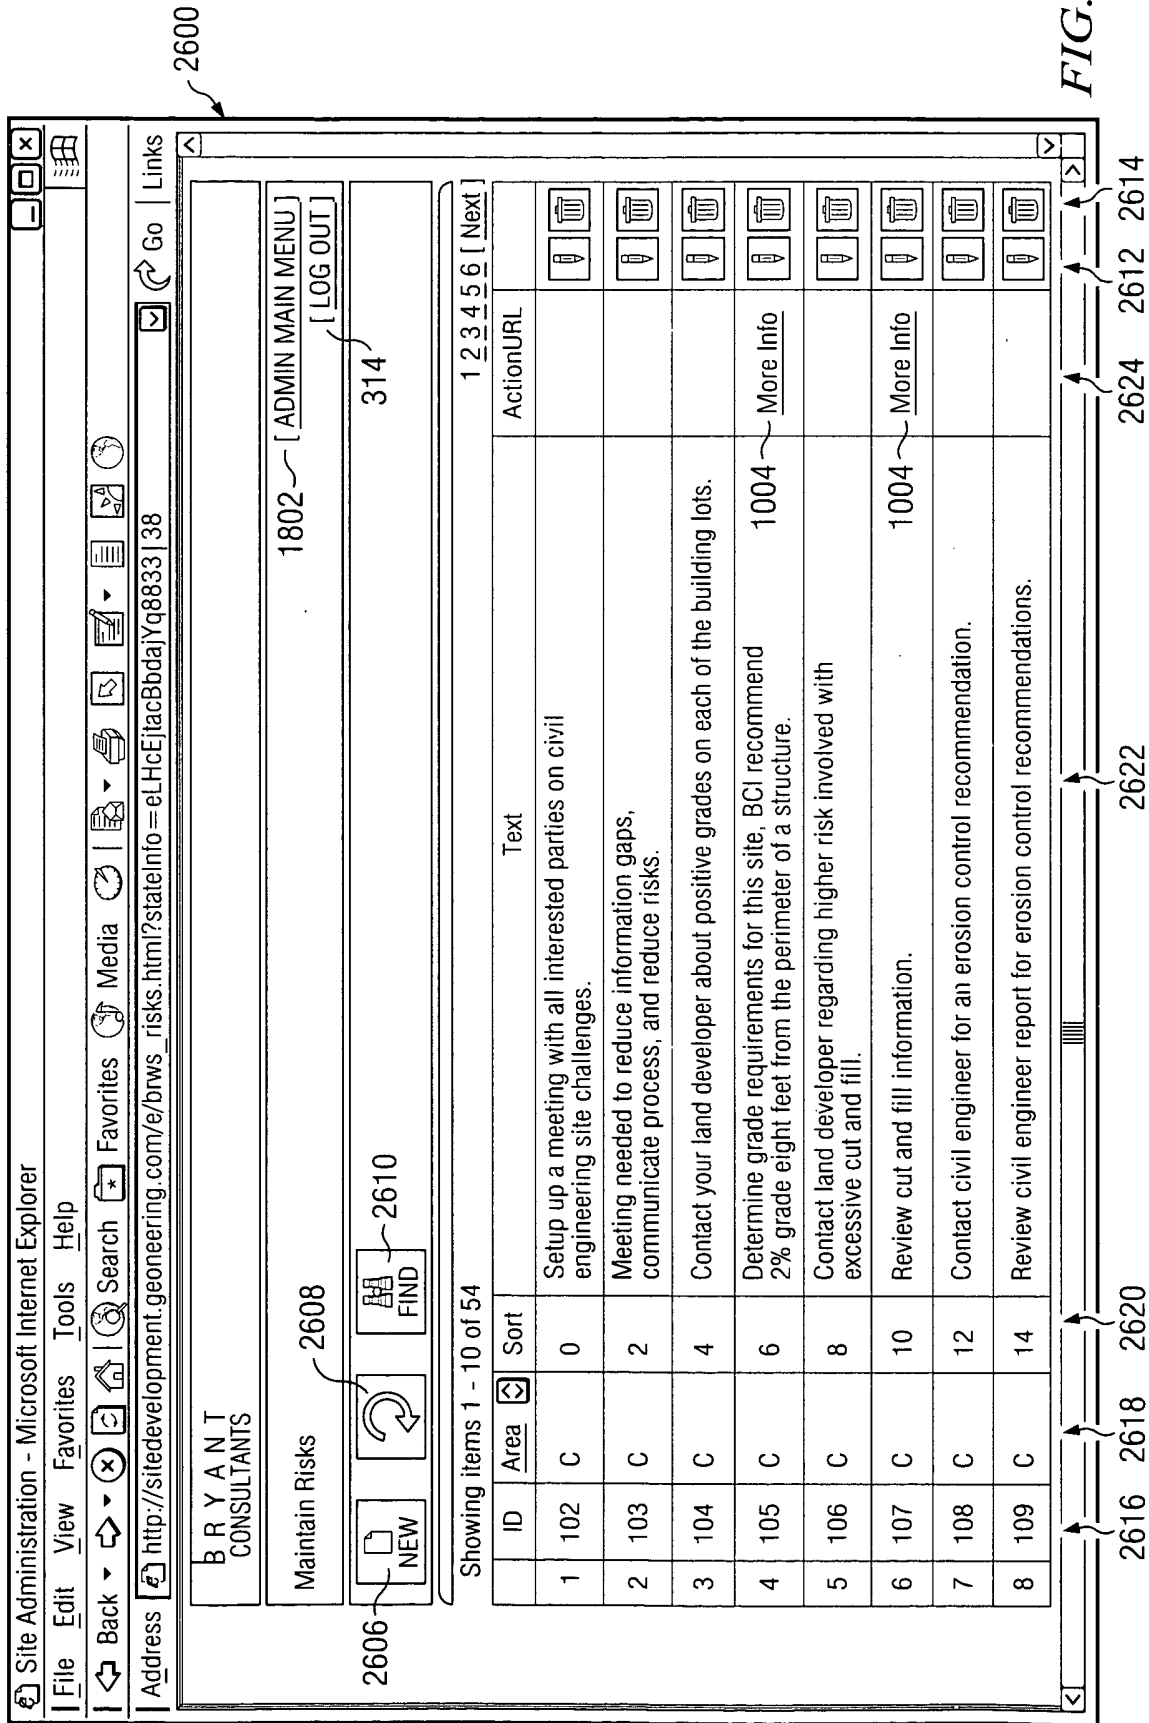 Site Administration - Microsoft Internet Explorer
File Edit View Favorites Tools Help
Back Search Favorites Media
Address http://sitedevelopment.geoneering.com/e/brws_risks.html?stateInfo=eLHcEjtacBbdajYq8833|38 Go Links
2600
B R Y A N T
CONSULTANTS
Maintain Risks
1802 [ ADMIN MAIN MENU ]
[ LOG OUT ]
314
2606 NEW 2608 FIND 2610
Showing items 1 - 10 of 54 1 2 3 4 5 6 [ Next ]
ID Area Sort Text ActionURL
1 102 C 0 Setup up a meeting with all interested parties on civil
engineering site challenges.
2 103 C 2 Meeting needed to reduce information gaps,
communicate process, and reduce risks.
3 104 C 4 Contact your land developer about positive grades on each of the building lots.
4 105 C 6 Determine grade requirements for this site, BCI recommend
2% grade eight feet from the perimeter of a structure. 1004 More Info
5 106 C 8 Contact land developer regarding higher risk involved with
excessive cut and fill.
6 107 C 10 Review cut and fill information. 1004 More Info
7 108 C 12 Contact civil engineer for an erosion control recommendation.
8 109 C 14 Review civil engineer report for erosion control recommendations.
2616 2618 2620 2622 2624 2612 2614
FIG.